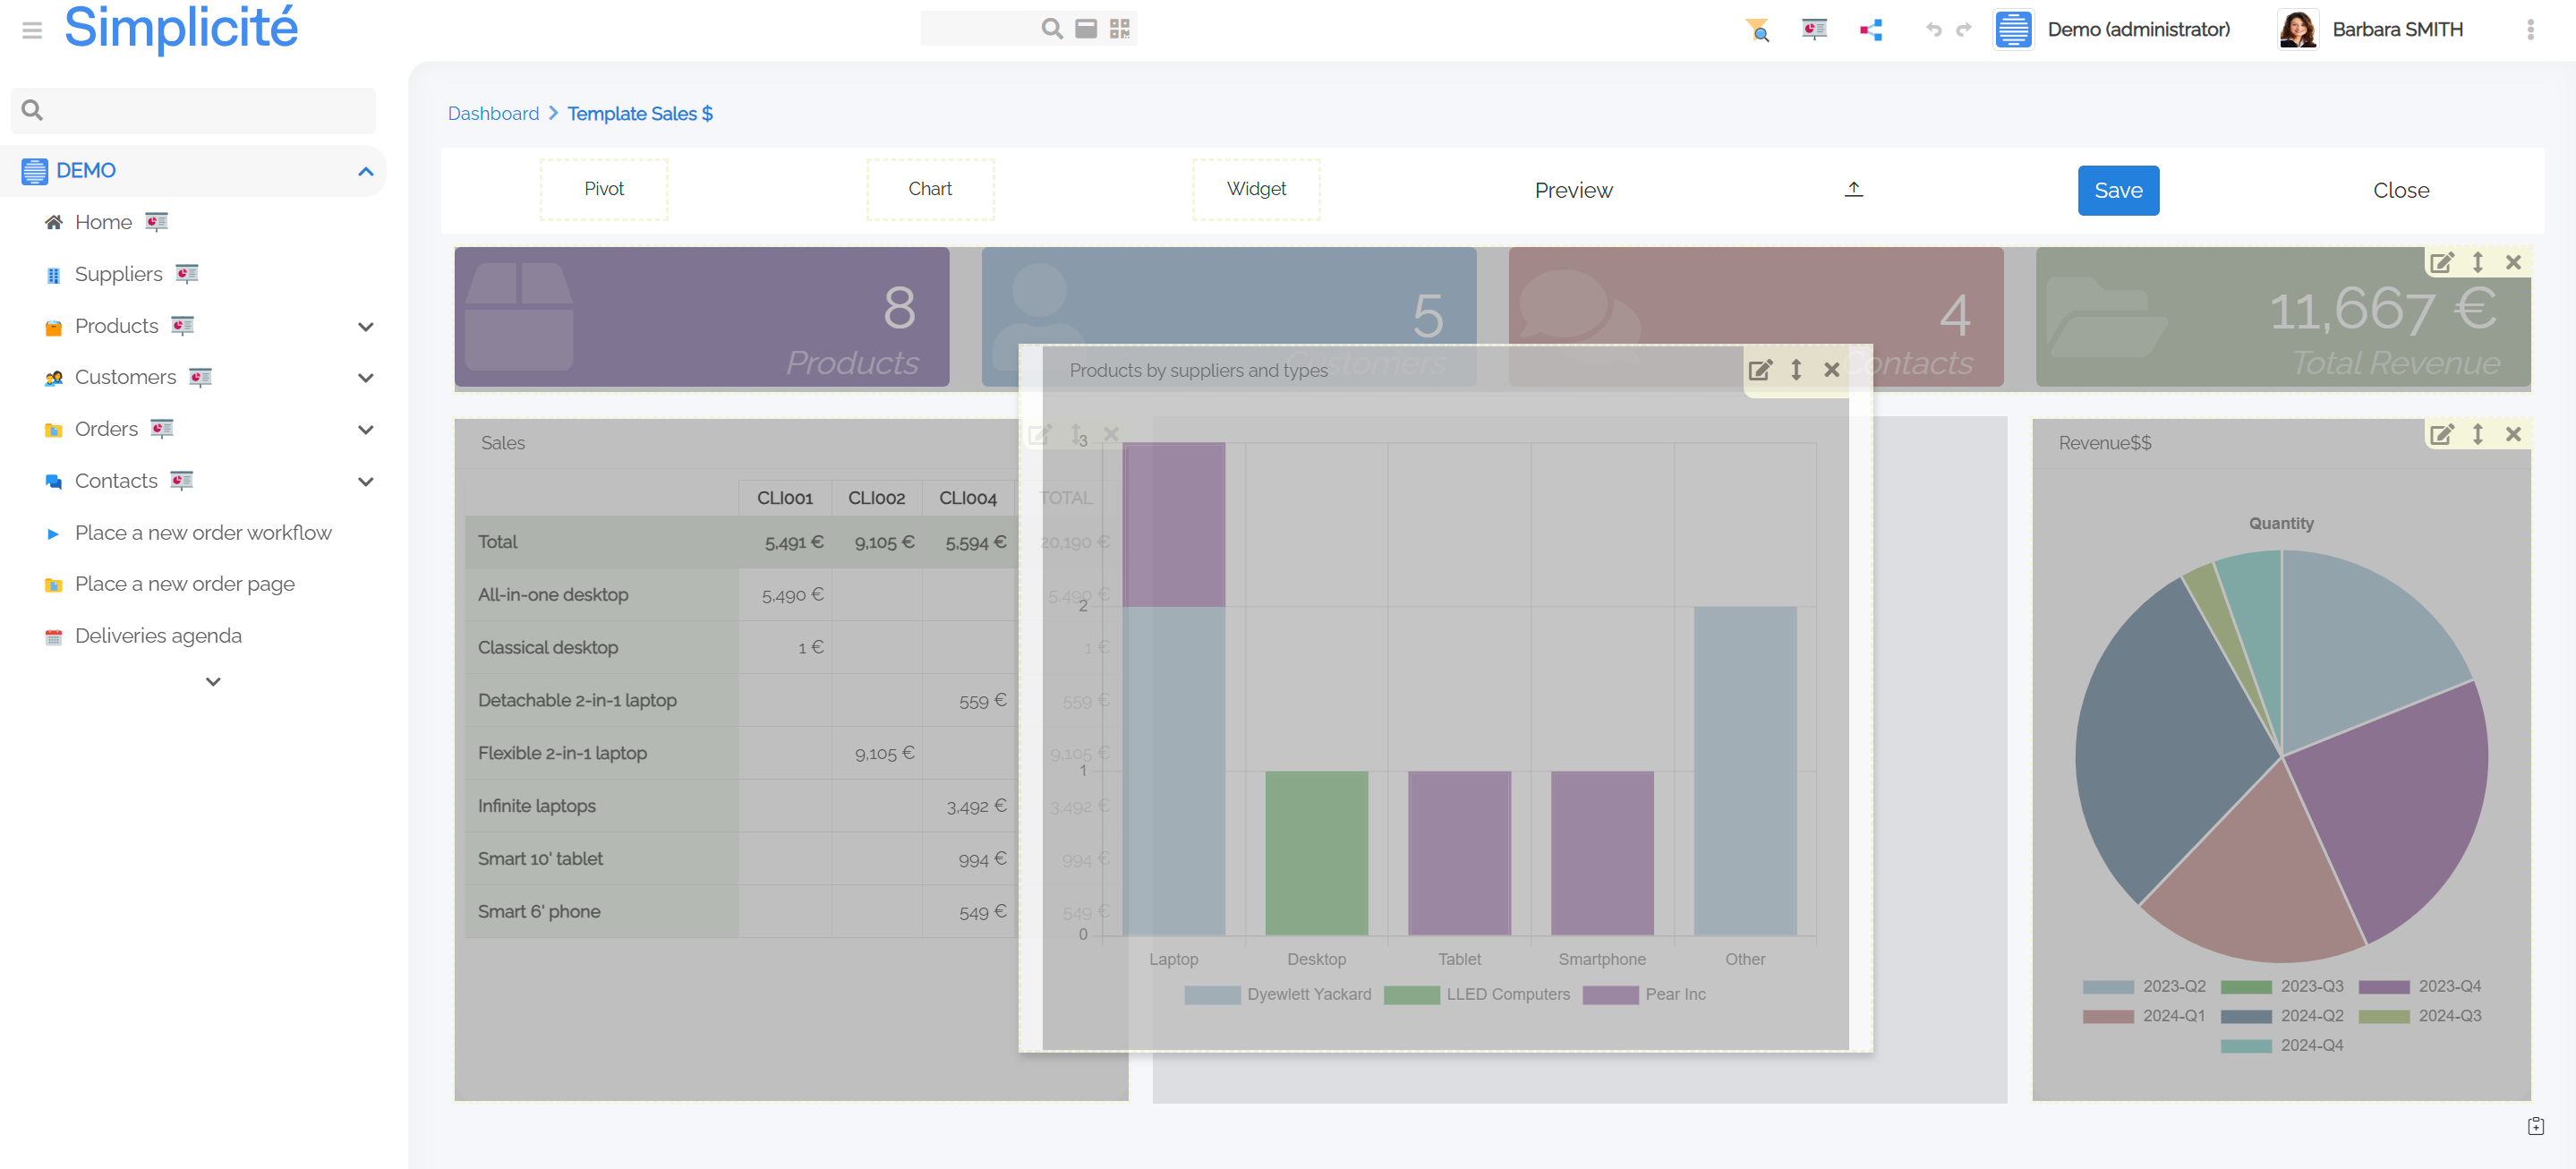 Simplicité
Demo (administrator)
Barbara SMITH
DEMO
Home
Suppliers
Products
Customers
Orders
Contacts
Place a new order workflow
Place a new order page
Deliveries agenda
Dashboard
Template Sales $
Pivot
Chart
Widget
Preview
Save
Close
8
Products
5
Customers
4
Contacts
11,667 €
Total Revenue
Sales
CLI001 CLI002 CLI004 TOTAL
Total 5,491 € 9,105 € 5,594 € 20,190 €
All-in-one desktop 5,490 € 5,490 €
Classical desktop 1 € 1 €
Detachable 2-in-1 laptop 559 € 559 €
Flexible 2-in-1 laptop 9,105 € 9,105 €
Infinite laptops 3,492 € 3,492 €
Smart 10' tablet 994 € 994 €
Smart 6' phone 549 € 549 €
Products by suppliers and types
3
2
1
0
Laptop Desktop Tablet Smartphone Other
Dyewlett Yackard LLED Computers Pear Inc
Revenue$$
Quantity
2023-Q2 2023-Q3 2023-Q4
2024-Q1 2024-Q2 2024-Q3
2024-Q4